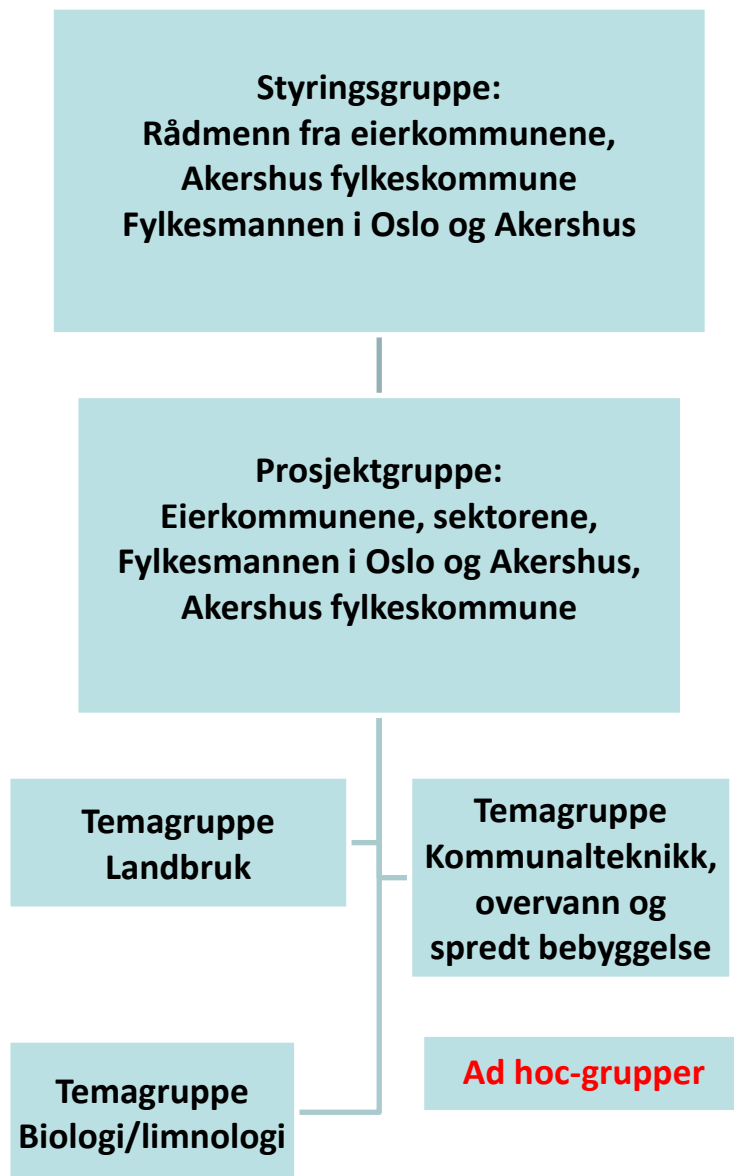 Styringsgruppe:
Rådmenn fra eierkommunene,
Akershus fylkeskommune
Fylkesmannen i Oslo og Akershus
Prosjektgruppe:
Eierkommunene, sektorene,
Fylkesmannen i Oslo og Akershus,
Akershus fylkeskommune
Temagruppe
Landbruk
Temagruppe
Kommunalteknikk,
overvann og
spredt bebyggelse
Temagruppe
Biologi/limnologi
Ad hoc-grupper